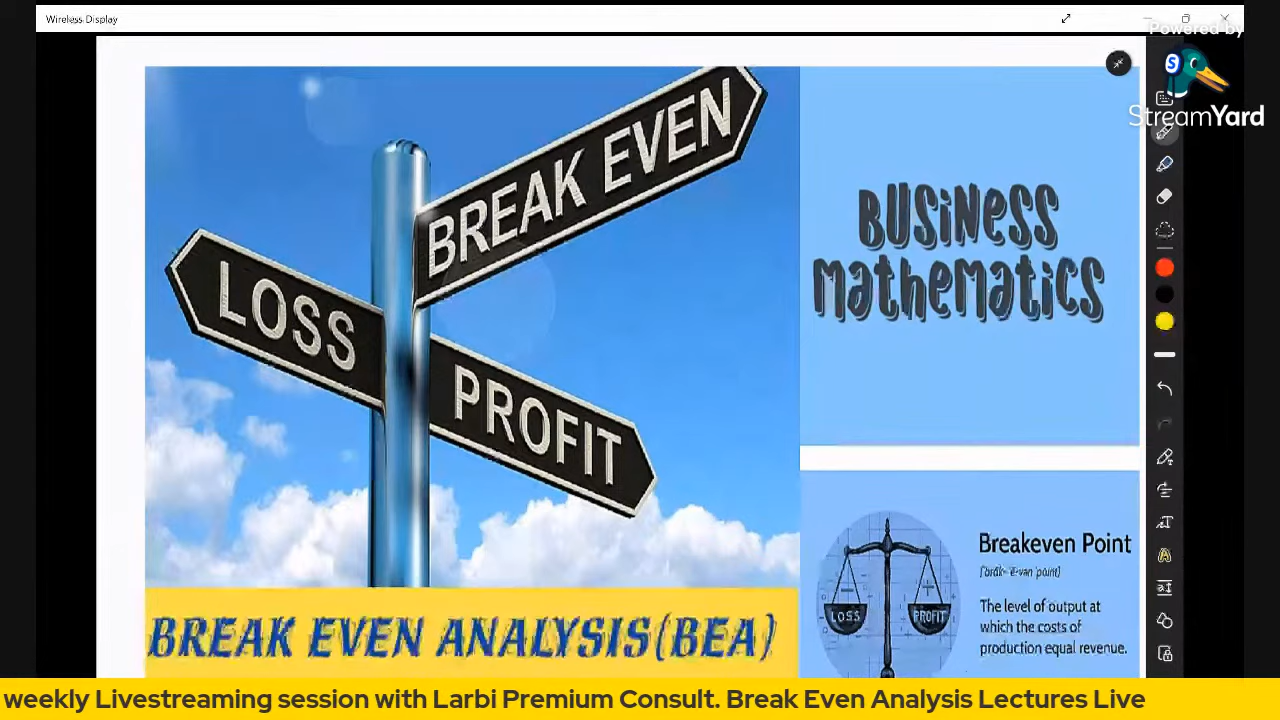 Wireless Display
Powered by
StreamYard
BREAK EVEN
LOSS
PROFIT
BUSINESS
MATHEMATICS
Breakeven Point
The level of output at
which the costs of
production equal revenue.
LOSS
PROFIT
BREAK EVEN ANALYSIS(BEA)
weekly Livestreaming session with Larbi Premium Consult. Break Even Analysis Lectures Live